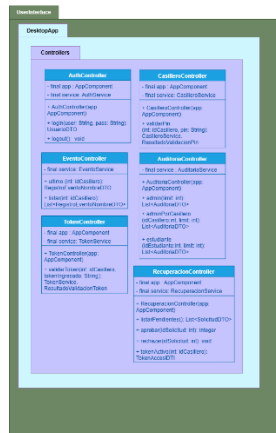 UserInterface
DesktopApp
Controllers
AuthController
- final app : AppComponent
- final service: AuthService
+ AuthController(app:
AppComponent)
+ login(user: String, pass: String):
UsuarioDTO
+ logout() : void
CasilleroController
- final app : AppComponent
- final service: CasilleroService
+ CasilleroController(app:
AppComponent)
+ validarPin
(int: idCasillero, pin: String):
CasilleroService.
ResultadoValidacionPin
EventoController
- final service: EventoService
+ ultimo (int: idCasillero):
RegistroEventoNombreDTO
+ listar(int: idCasillero):
List<RegistroEventoNombreDTO>
AuditoriaController
- final service : AuditoriaService
+ AuditoriaController(app:
AppComponent)
+ admin(limit: int):
List<AuditoriaDTO>
+ adminPorCasillero
(idCasillero int, limit: int):
List<AuditoriaDTO>
+ estudiante
(idEstudiante int, limit: int):
List<AuditoriaDTO>
TokenController
- final app : AppComponent
- final service: TokenService
+ TokenController(app:
AppComponent)
+ validarToken(int: idCasillero,
tokenIngresado: String):
TokenService.
ResultadoValidacionToken
RecuperacionController
- final app : AppComponent
- final service: RecuperacionService
+ RecuperacionController(app:
AppComponent)
+ listarPendientes(): List<SolicitudDTO>
+ aprobar(idSolicitud: int): Integer
+ rechazar(idSolicitud: int): void
+ tokenActivo(int: idCasillero):
TokenAccesoDTO